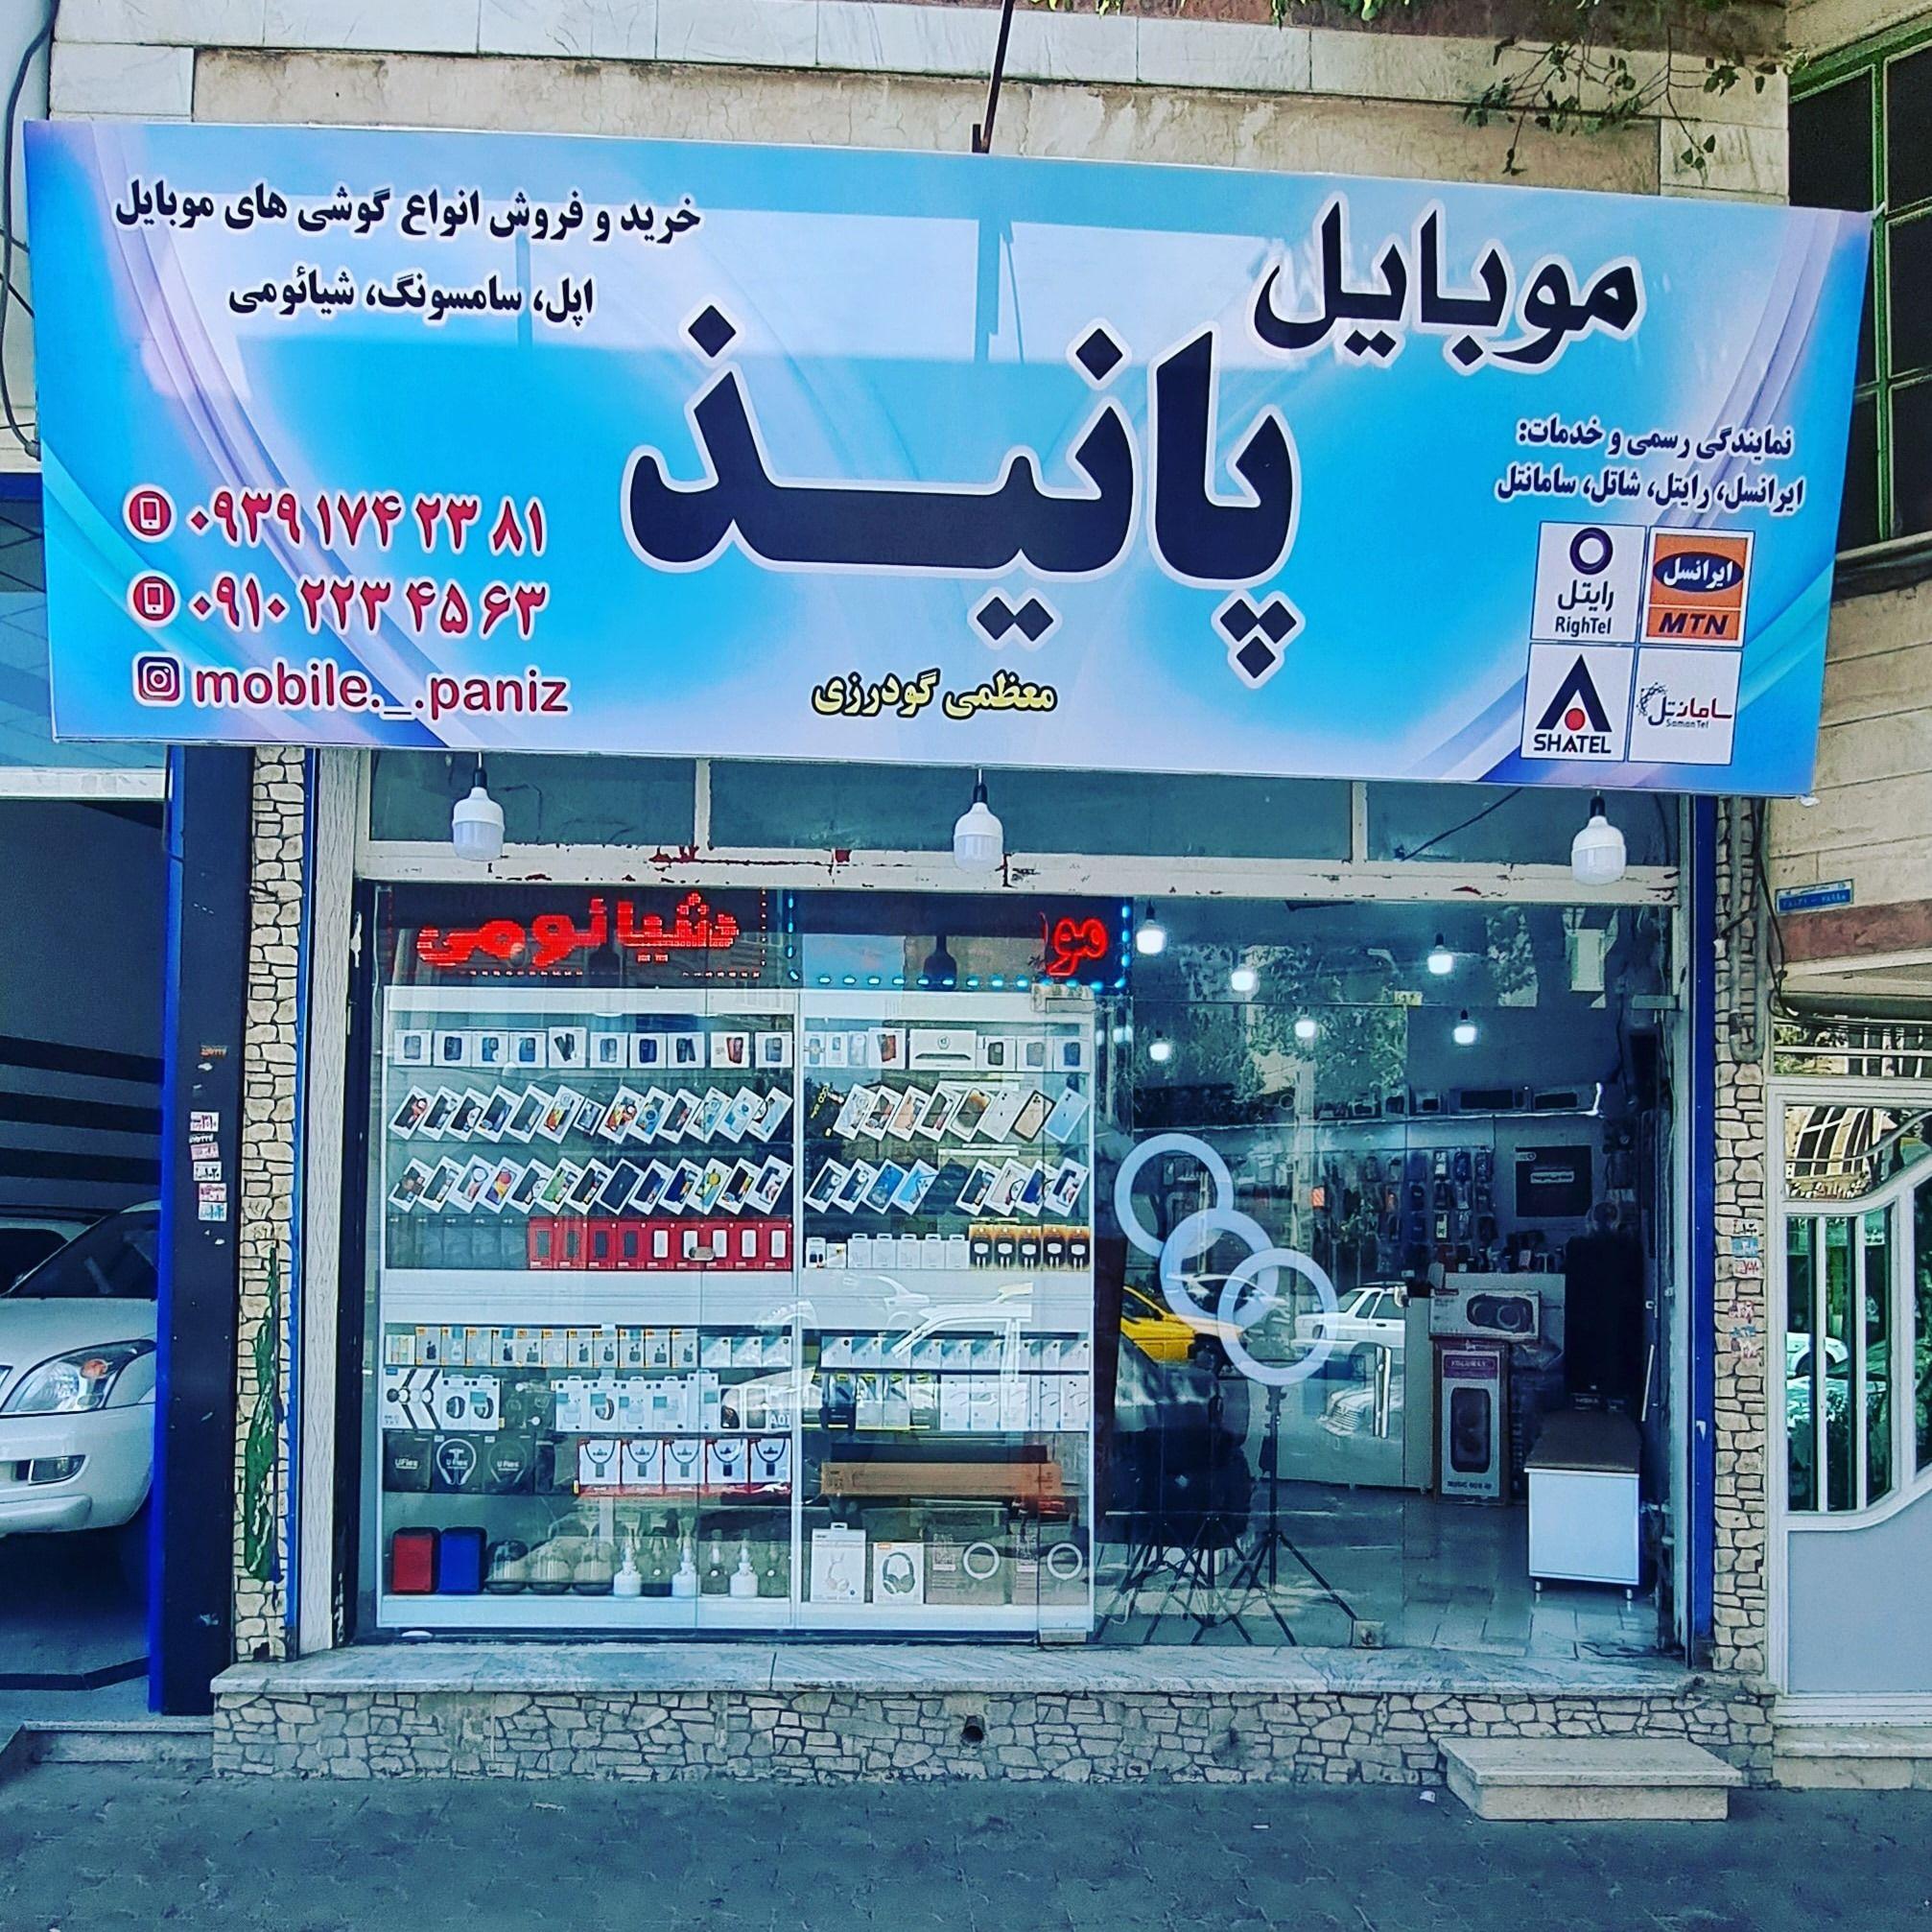 موبایل
پانیذ
معظمی گودرزی
خرید و فروش انواع گوشی های موبایل
اپل، سامسونگ، شیائومی
۰۹۳۹ ۱۷۴ ۲۳ ۸۱
۰۹۱۰ ۲۲۳ ۴۵ ۶۳
mobile._.paniz
نمایندگی رسمی و خدمات:
ایرانسل، رایتل، شاتل، سامانتل
رایتل
RighTel
ایرانسل
MTN
SHATEL
سامانتل
SamanTel
مو
شیائومی